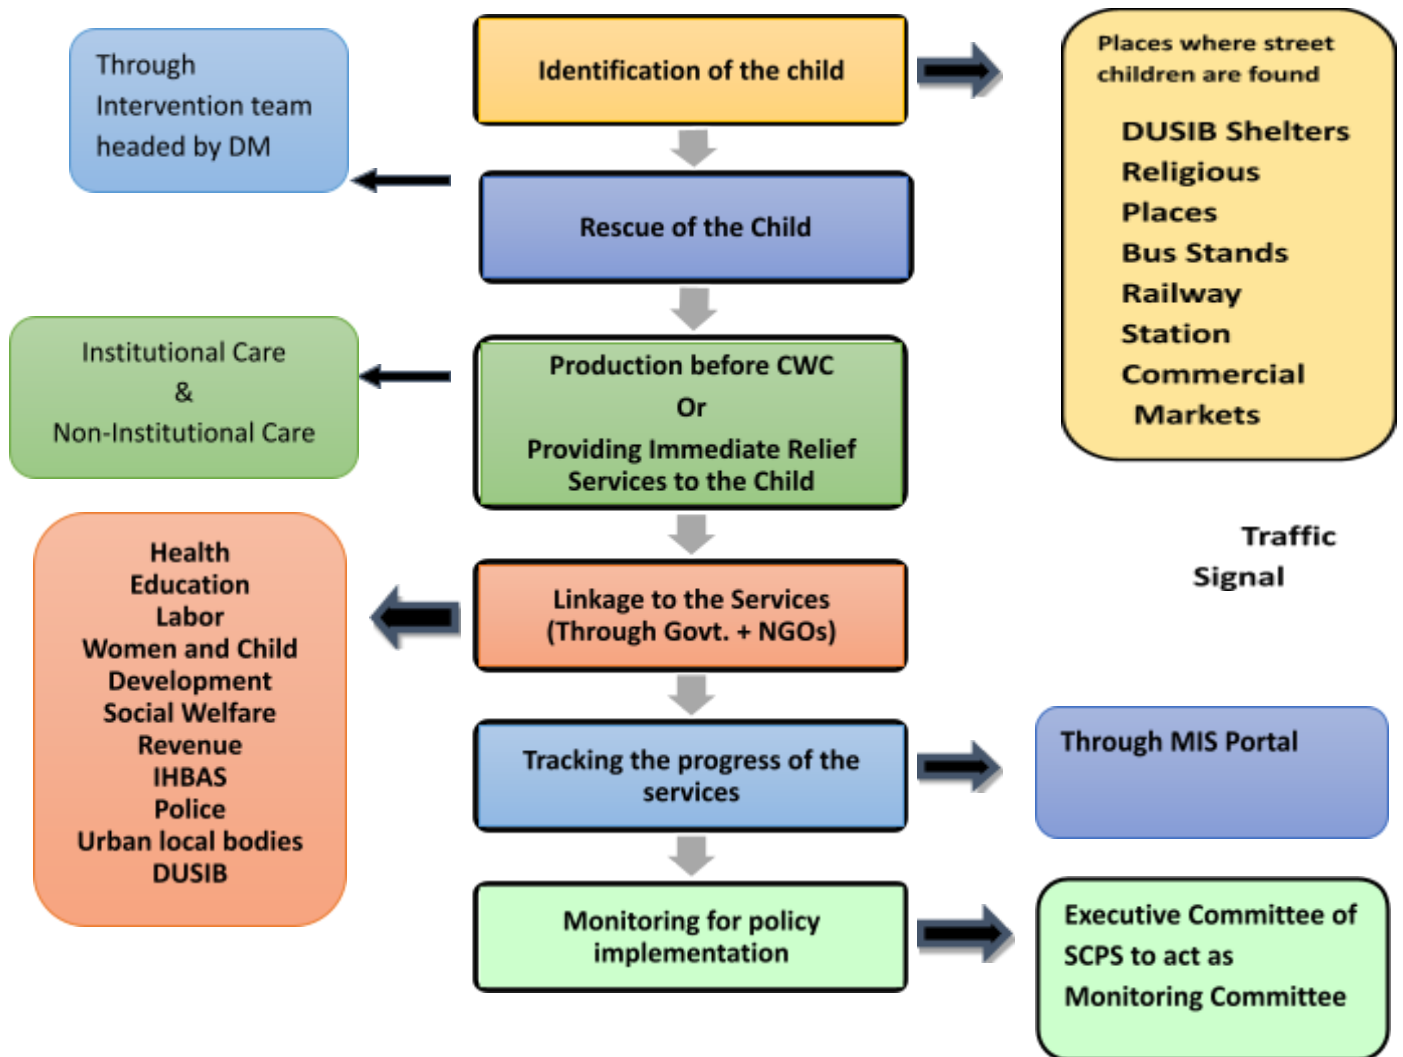 Through
Intervention team
headed by DM
Identification of the child
Places where street
children are found
DUSIB Shelters
Religious
Places
Bus Stands
Railway
Station
Commercial
Markets
Traffic
Signal
Rescue of the Child
Institutional Care
&
Non-Institutional Care
Production before CWC
Or
Providing Immediate Relief
Services to the Child
Health
Education
Labor
Women and Child
Development
Social Welfare
Revenue
IHBAS
Police
Urban local bodies
DUSIB
Linkage to the Services
(Through Govt. + NGOs)
Tracking the progress of the
services
Through MIS Portal
Monitoring for policy
implementation
Executive Committee of
SCPS to act as
Monitoring Committee